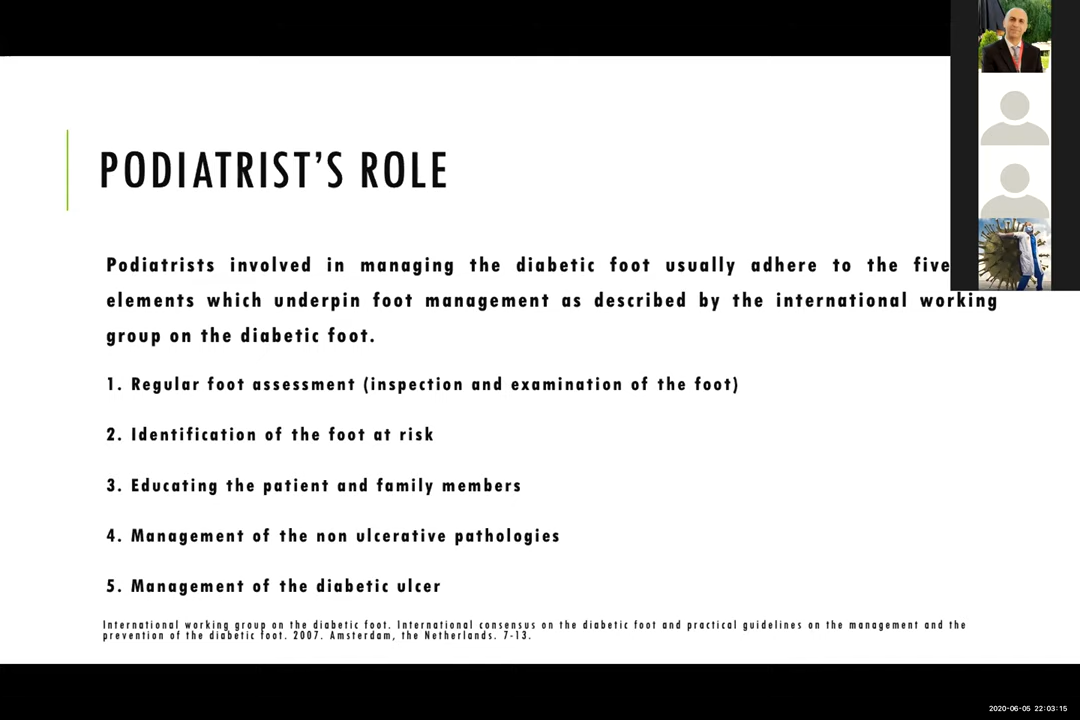 PODIATRIST'S ROLE
Podiatrists involved in managing the diabetic foot usually adhere to the five
elements which underpin foot management as described by the international working
group on the diabetic foot.
1. Regular foot assessment (inspection and examination of the foot)
2. Identification of the foot at risk
3. Educating the patient and family members
4. Management of the non ulcerative pathologies
5. Management of the diabetic ulcer
International working group on the diabetic foot. International consensus on the diabetic foot and practical guidelines on the management and the
prevention of the diabetic foot. 2007. Amsterdam, the Netherlands. 7-13.
2020-06-05 22:03:15